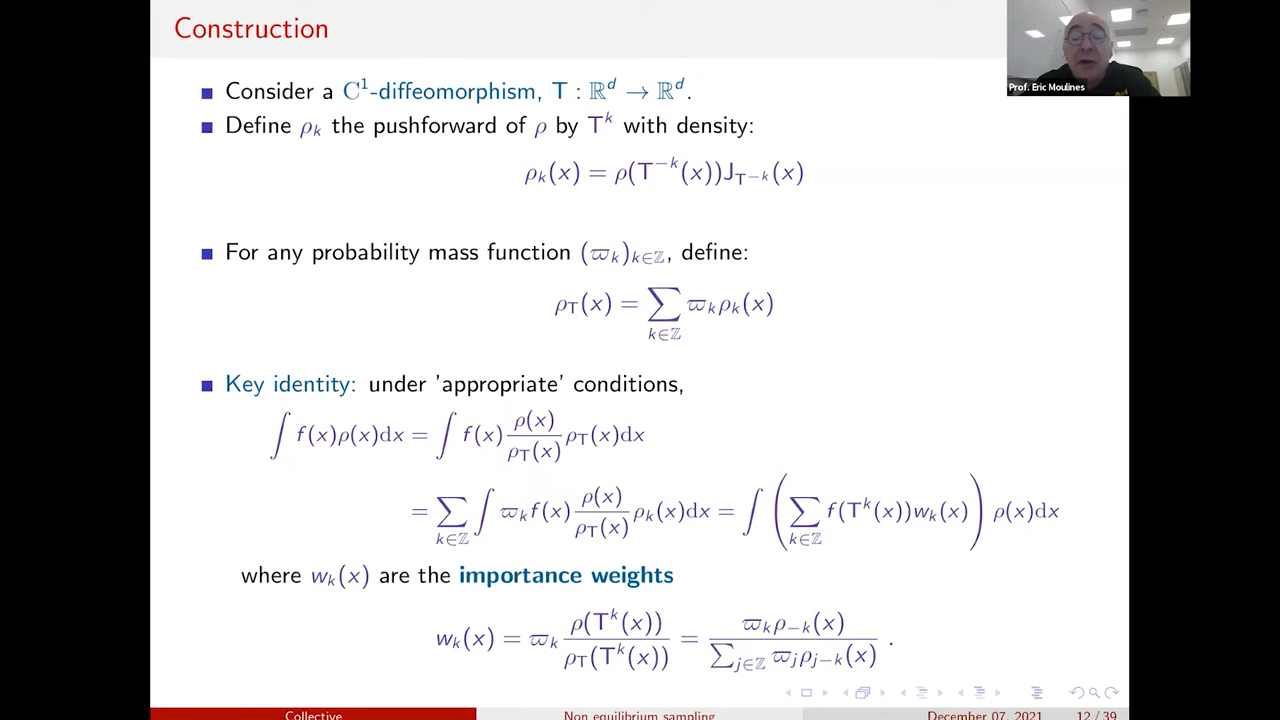 Construction
Prof. Eric Moulines
Consider a C¹-diffeomorphism, T : ℝᵈ → ℝᵈ.
Define ρₖ the pushforward of ρ by Tᵏ with density:
ρₖ(x) = ρ(T⁻ᵏ(x))J_{T⁻ᵏ}(x)
For any probability mass function (ϖₖ)_{k∈ℤ}, define:
ρ_T(x) = ∑_{k∈ℤ} ϖₖρₖ(x)
Key identity: under 'appropriate' conditions,
∫ f(x)ρ(x)dx = ∫ f(x) ρ(x)/ρ_T(x) ρ_T(x)dx
= ∑_{k∈ℤ} ∫ ϖₖf(x) ρ(x)/ρ_T(x) ρₖ(x)dx = ∫ (∑_{k∈ℤ} f(Tᵏ(x))wₖ(x)) ρ(x)dx
where wₖ(x) are the importance weights
wₖ(x) = ϖₖ ρ(Tᵏ(x))/ρ_T(Tᵏ(x)) = ϖₖρ₋ₖ(x)/∑_{j∈ℤ} ϖⱼρ_{j−k}(x) .
Collective Non equilibrium sampling December 07, 2021 12 / 39